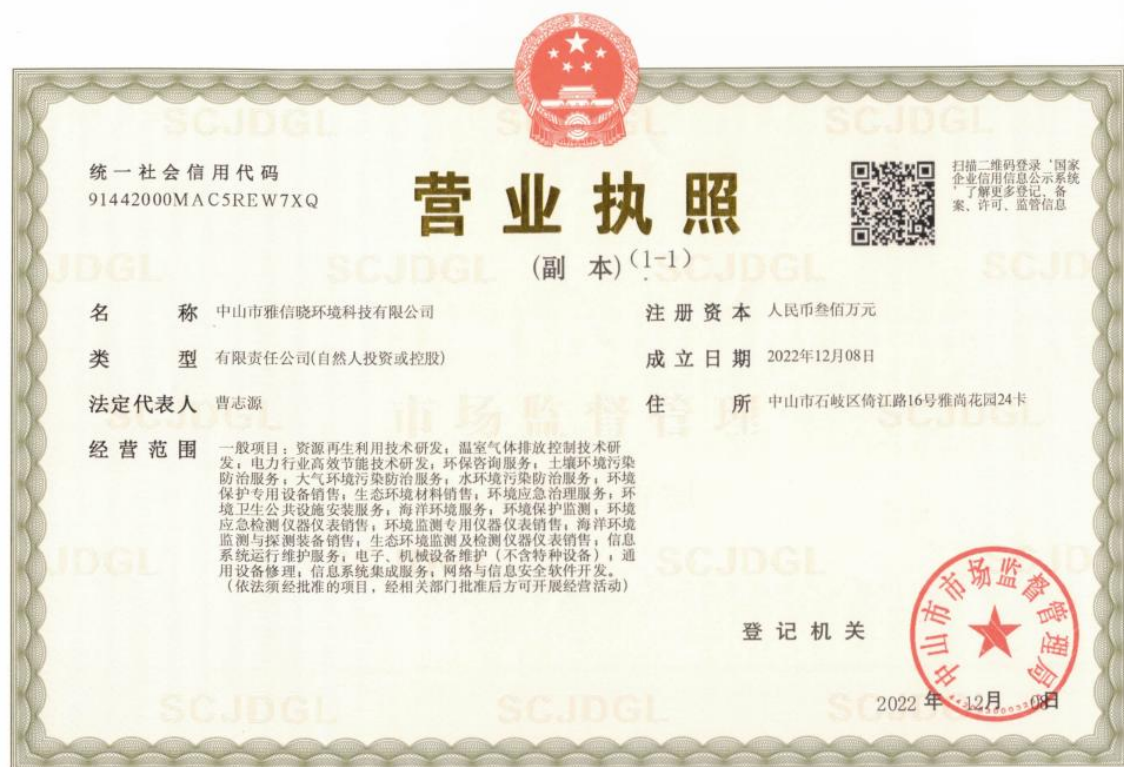 统一社会信用代码
91442000MAC5REW7XQ
营业执照
(副 本)(1-1)
扫描二维码登录‘国家
企业信用信息公示系统
’了解更多登记、备
案、许可、监管信息
名 称 中山市雅信晓环境科技有限公司
类 型 有限责任公司(自然人投资或控股)
法定代表人 曹志源
经营范围 一般项目：资源再生利用技术研发；温室气体排放控制技术研
发；电力行业高效节能技术研发；环保咨询服务；土壤环境污染
防治服务；大气环境污染防治服务；水环境污染防治服务；环境
保护专用设备销售；生态环境材料销售；环境应急治理服务；环
境卫生公共设施安装服务；海洋环境服务；环境保护监测；环境
应急检测仪器仪表销售；环境监测专用仪器仪表销售；海洋环境
监测与探测装备销售；生态环境监测及检测仪器仪表销售；信息
系统运行维护服务；电子、机械设备维护（不含特种设备）；通
用设备修理；信息系统集成服务；网络与信息安全软件开发。
（依法须经批准的项目，经相关部门批准后方可开展经营活动）
注册资本 人民币叁佰万元
成立日期 2022年12月08日
住 所 中山市石岐区倚江路16号雅尚花园24卡
登记机关
中山市市场监督管理局
2022 年 12月 08日
SCJDGL
市场监督管理